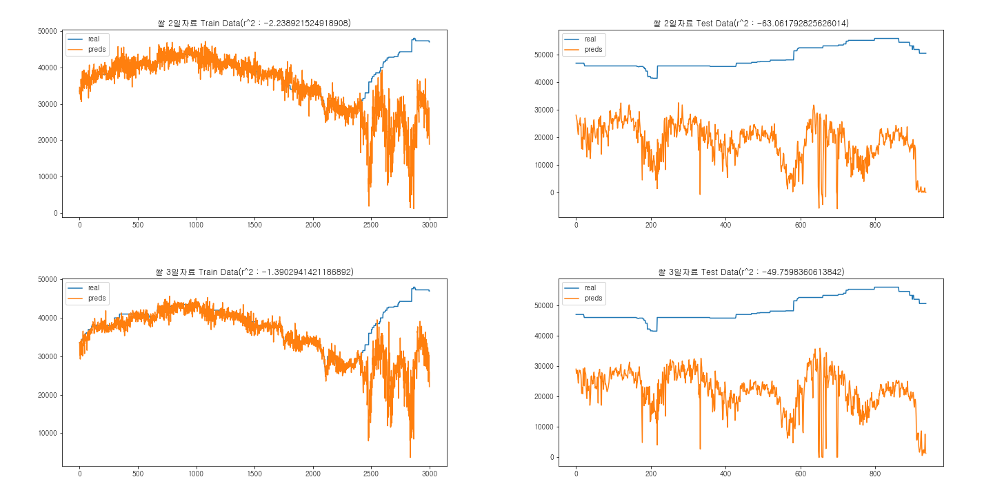 쌀 2일자료 Train Data(r^2 : -2.238921524918908)
real
preds
50000
40000
30000
20000
10000
0
0 500 1000 1500 2000 2500 3000
쌀 2일자료 Test Data(r^2 : -63.061792825628014)
real
preds
50000
40000
30000
20000
10000
0
0 200 400 600 800
쌀 3일자료 Train Data(r^2 : -1.3902941421186892)
real
preds
50000
40000
30000
20000
10000
0 500 1000 1500 2000 2500 3000
쌀 3일자료 Test Data(r^2 : -49.7598360613842)
real
preds
50000
40000
30000
20000
10000
0
0 200 400 600 800